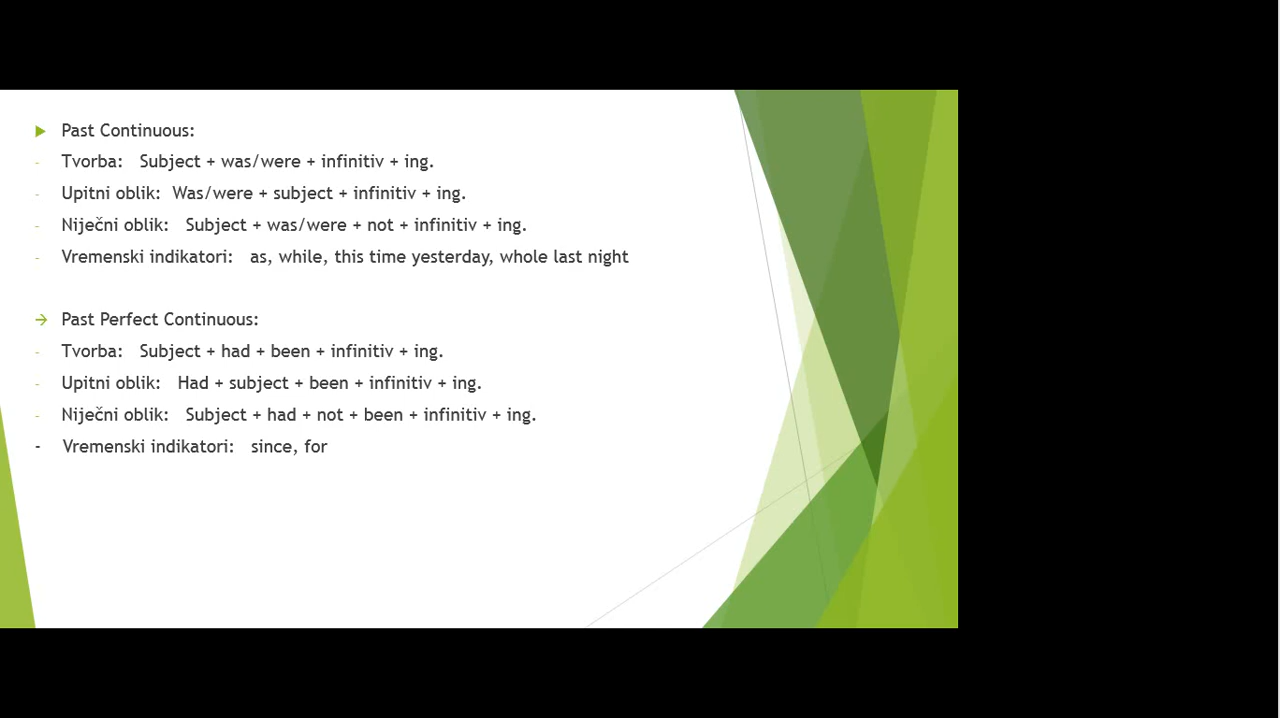 Past Continuous:
- Tvorba: Subject + was/were + infinitiv + ing.
- Upitni oblik: Was/were + subject + infinitiv + ing.
- Niječni oblik: Subject + was/were + not + infinitiv + ing.
- Vremenski indikatori: as, while, this time yesterday, whole last night
→ Past Perfect Continuous:
- Tvorba: Subject + had + been + infinitiv + ing.
- Upitni oblik: Had + subject + been + infinitiv + ing.
- Niječni oblik: Subject + had + not + been + infinitiv + ing.
- Vremenski indikatori: since, for